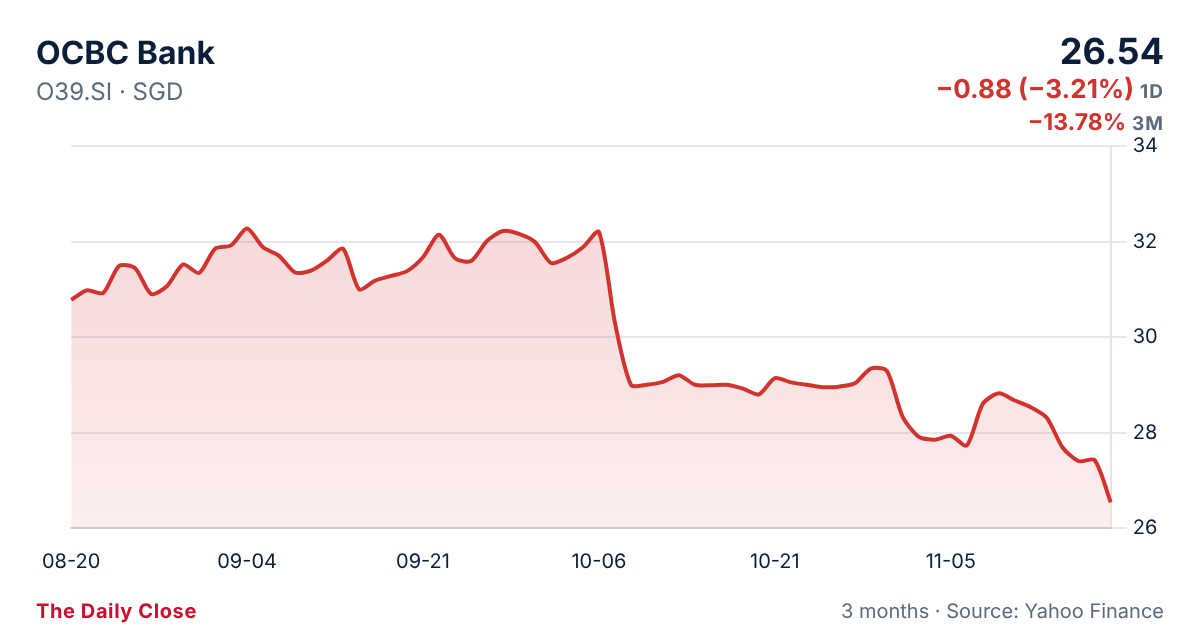 OCBC Bank
26.54
O39.SI · SGD
−0.88 (−3.21%) 1D
−13.78% 3M
34
32
30
28
26
08-20 09-04 09-21 10-06 10-21 11-05
The Daily Close
3 months · Source: Yahoo Finance